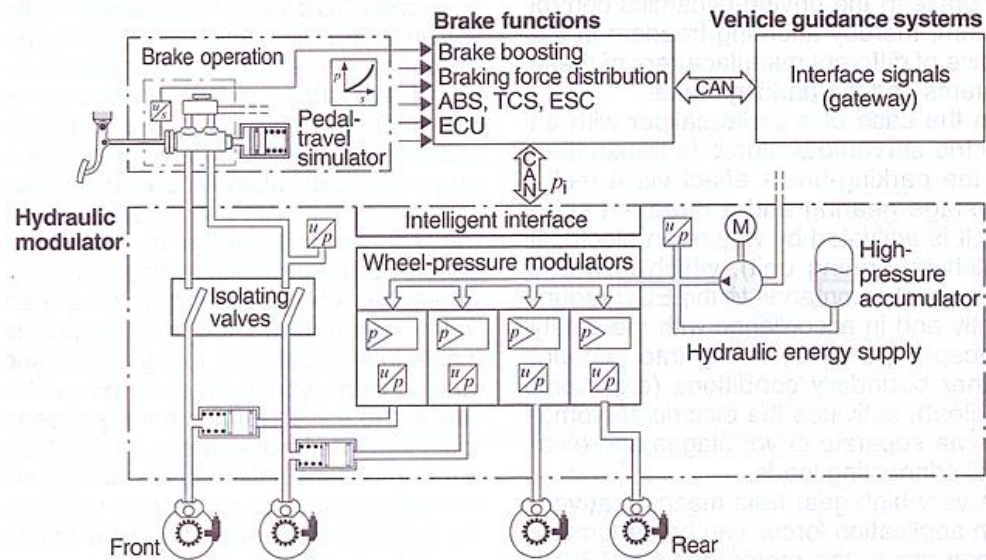 Brake functions
Vehicle guidance systems
Brake operation
p
s
u
s
Pedal-
travel
simulator
Brake boosting
Braking force distribution
ABS, TCS, ESC
ECU
CAN
Interface signals
(gateway)
CAN
p₁
Hydraulic
modulator
u
p
Intelligent interface
u
p
M
High-
pressure
accumulator
Wheel-pressure modulators
Isolating
valves
p
p
p
p
u
p
u
p
u
p
u
p
Hydraulic energy supply
Front
Rear